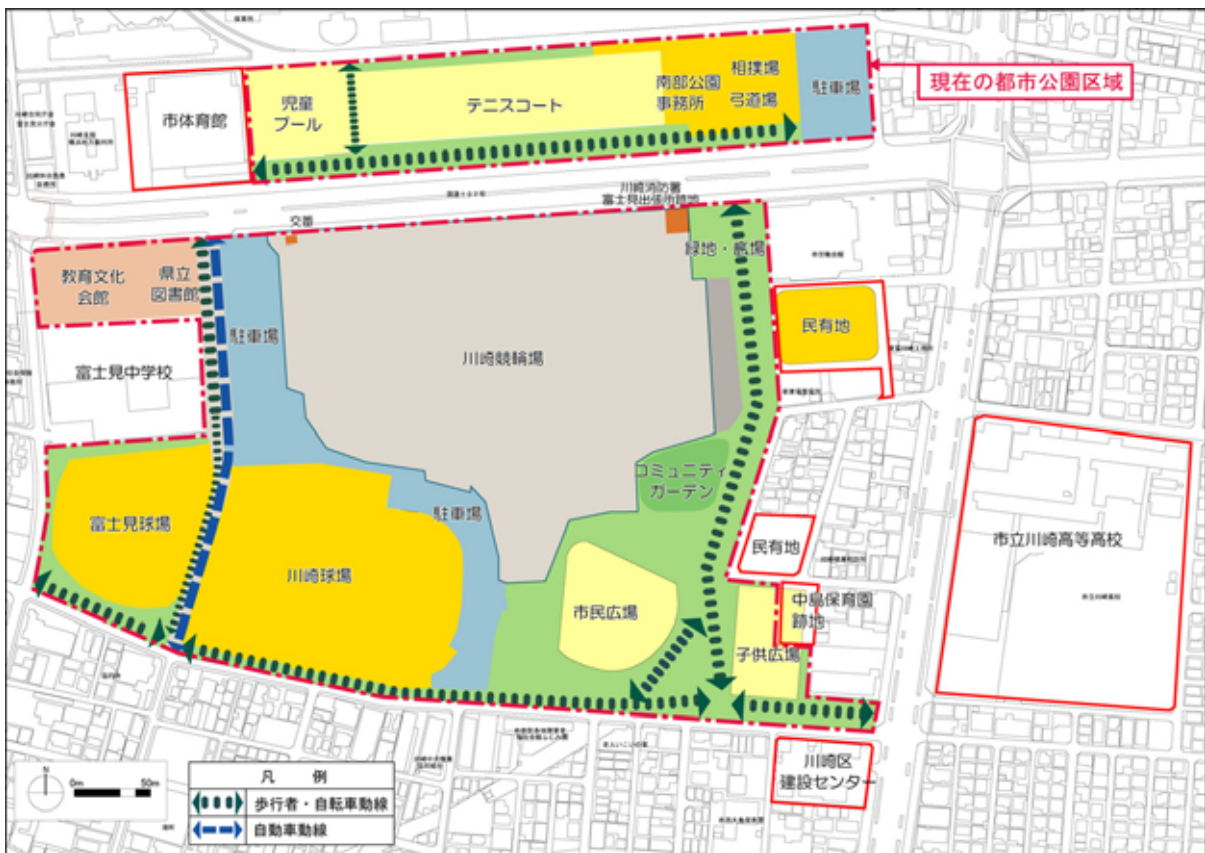 現在の都市公園区域
市体育館
児童
プール
テニスコート
南部公園
事務所
相撲場
弓道場
駐車場
川崎消防署
富士見出張所跡地
交番
教育文化
会館
県立
図書館
緑地・広場
民有地
駐車場
川崎競輪場
富士見中学校
コミュニティ
ガーデン
富士見球場
川崎球場
駐車場
民有地
市立川崎高等高校
市民広場
中島保育園
跡地
子供広場
川崎区
建設センター
N
0m 50m
凡 例
歩行者・自転車動線
自動車動線